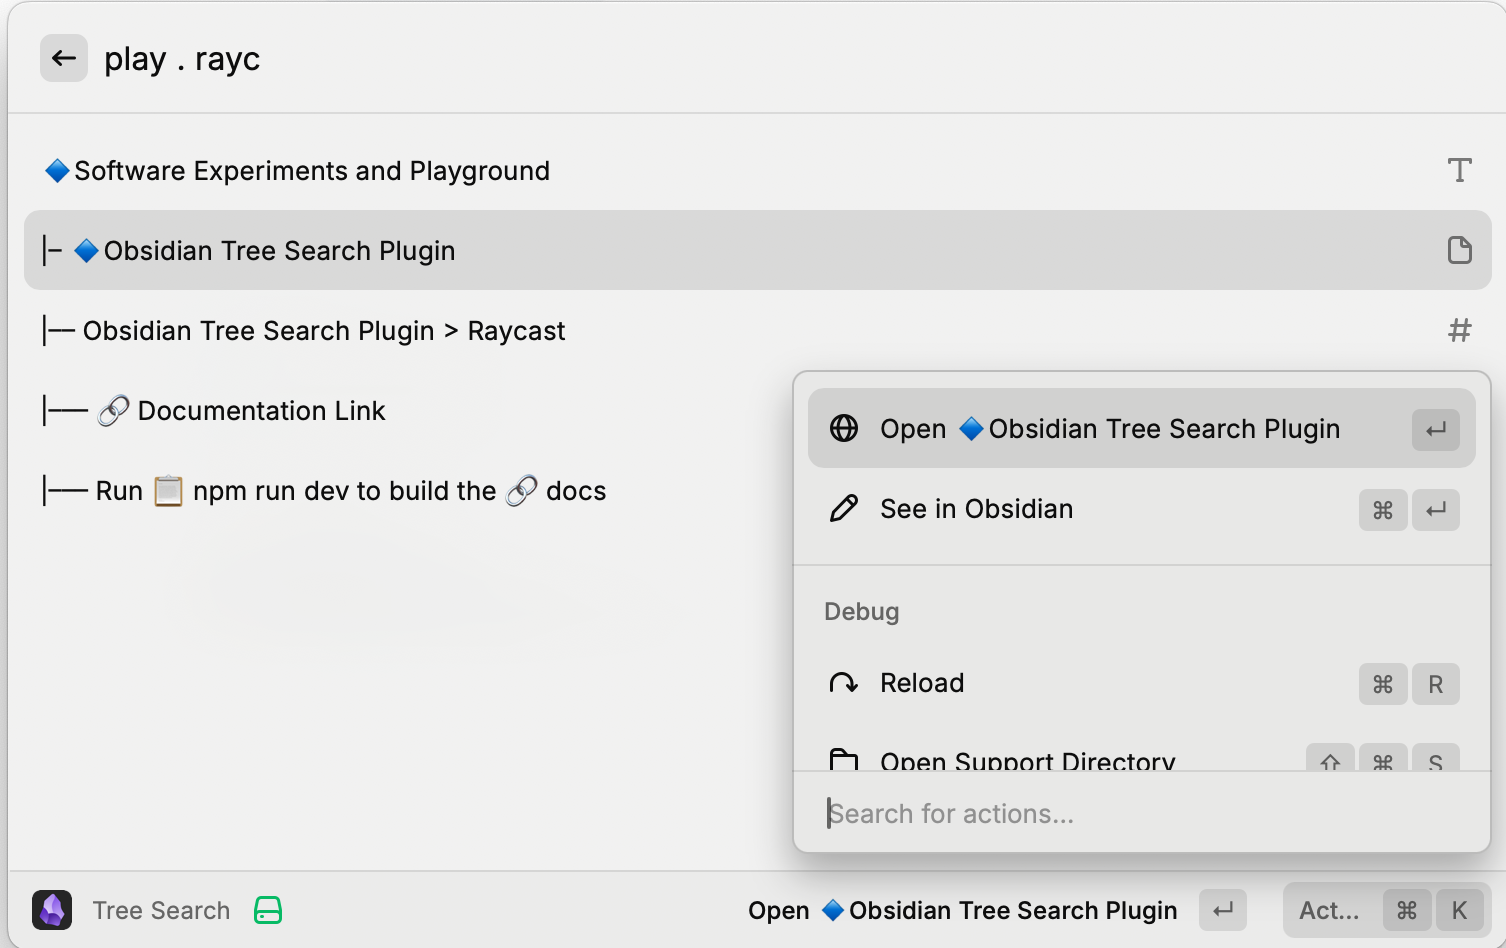 play . rayc
🔷Software Experiments and Playground
|– 🔷Obsidian Tree Search Plugin
|–– Obsidian Tree Search Plugin > Raycast
#
|––– 🔗 Documentation Link
|––– Run 📋 npm run dev to build the 🔗 docs
Open 🔷Obsidian Tree Search Plugin ↵
See in Obsidian ⌘ ↵
Debug
Reload ⌘ R
Open Support Directory ⇧ ⌘ S
Search for actions...
Tree Search
Open 🔷Obsidian Tree Search Plugin ↵
Act... ⌘ K